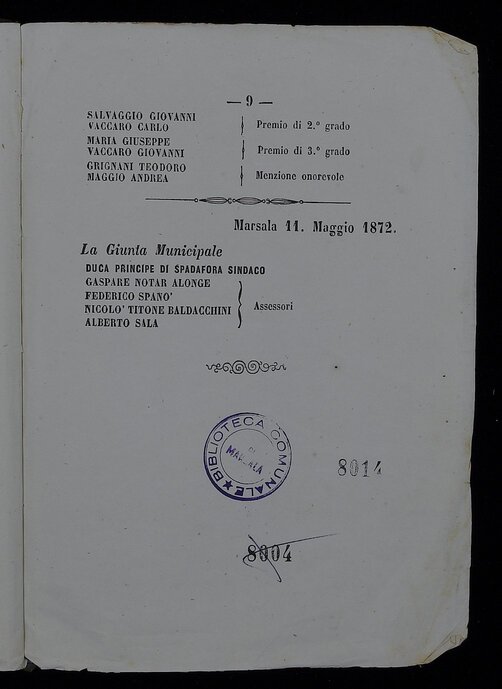 — 9 —
SALVAGGIO GIOVANNI
VACCARO CARLO
Premio di 2.º grado
MARIA GIUSEPPE
VACCARO GIOVANNI
Premio di 3.º grado
GRIGNANI TEODORO
MAGGIO ANDREA
Menzione onorevole
Marsala 11. Maggio 1872.
La Giunta Municipale
DUCA PRINCIPE DI SPADAFORA SINDACO
GASPARE NOTAR ALONGE
FEDERICO SPANO'
NICOLO' TITONE BALDACCHINI
ALBERTO SALA
Assessori
BIBLIOTECA COMUNALE
DI
MARSALA
8014
8004